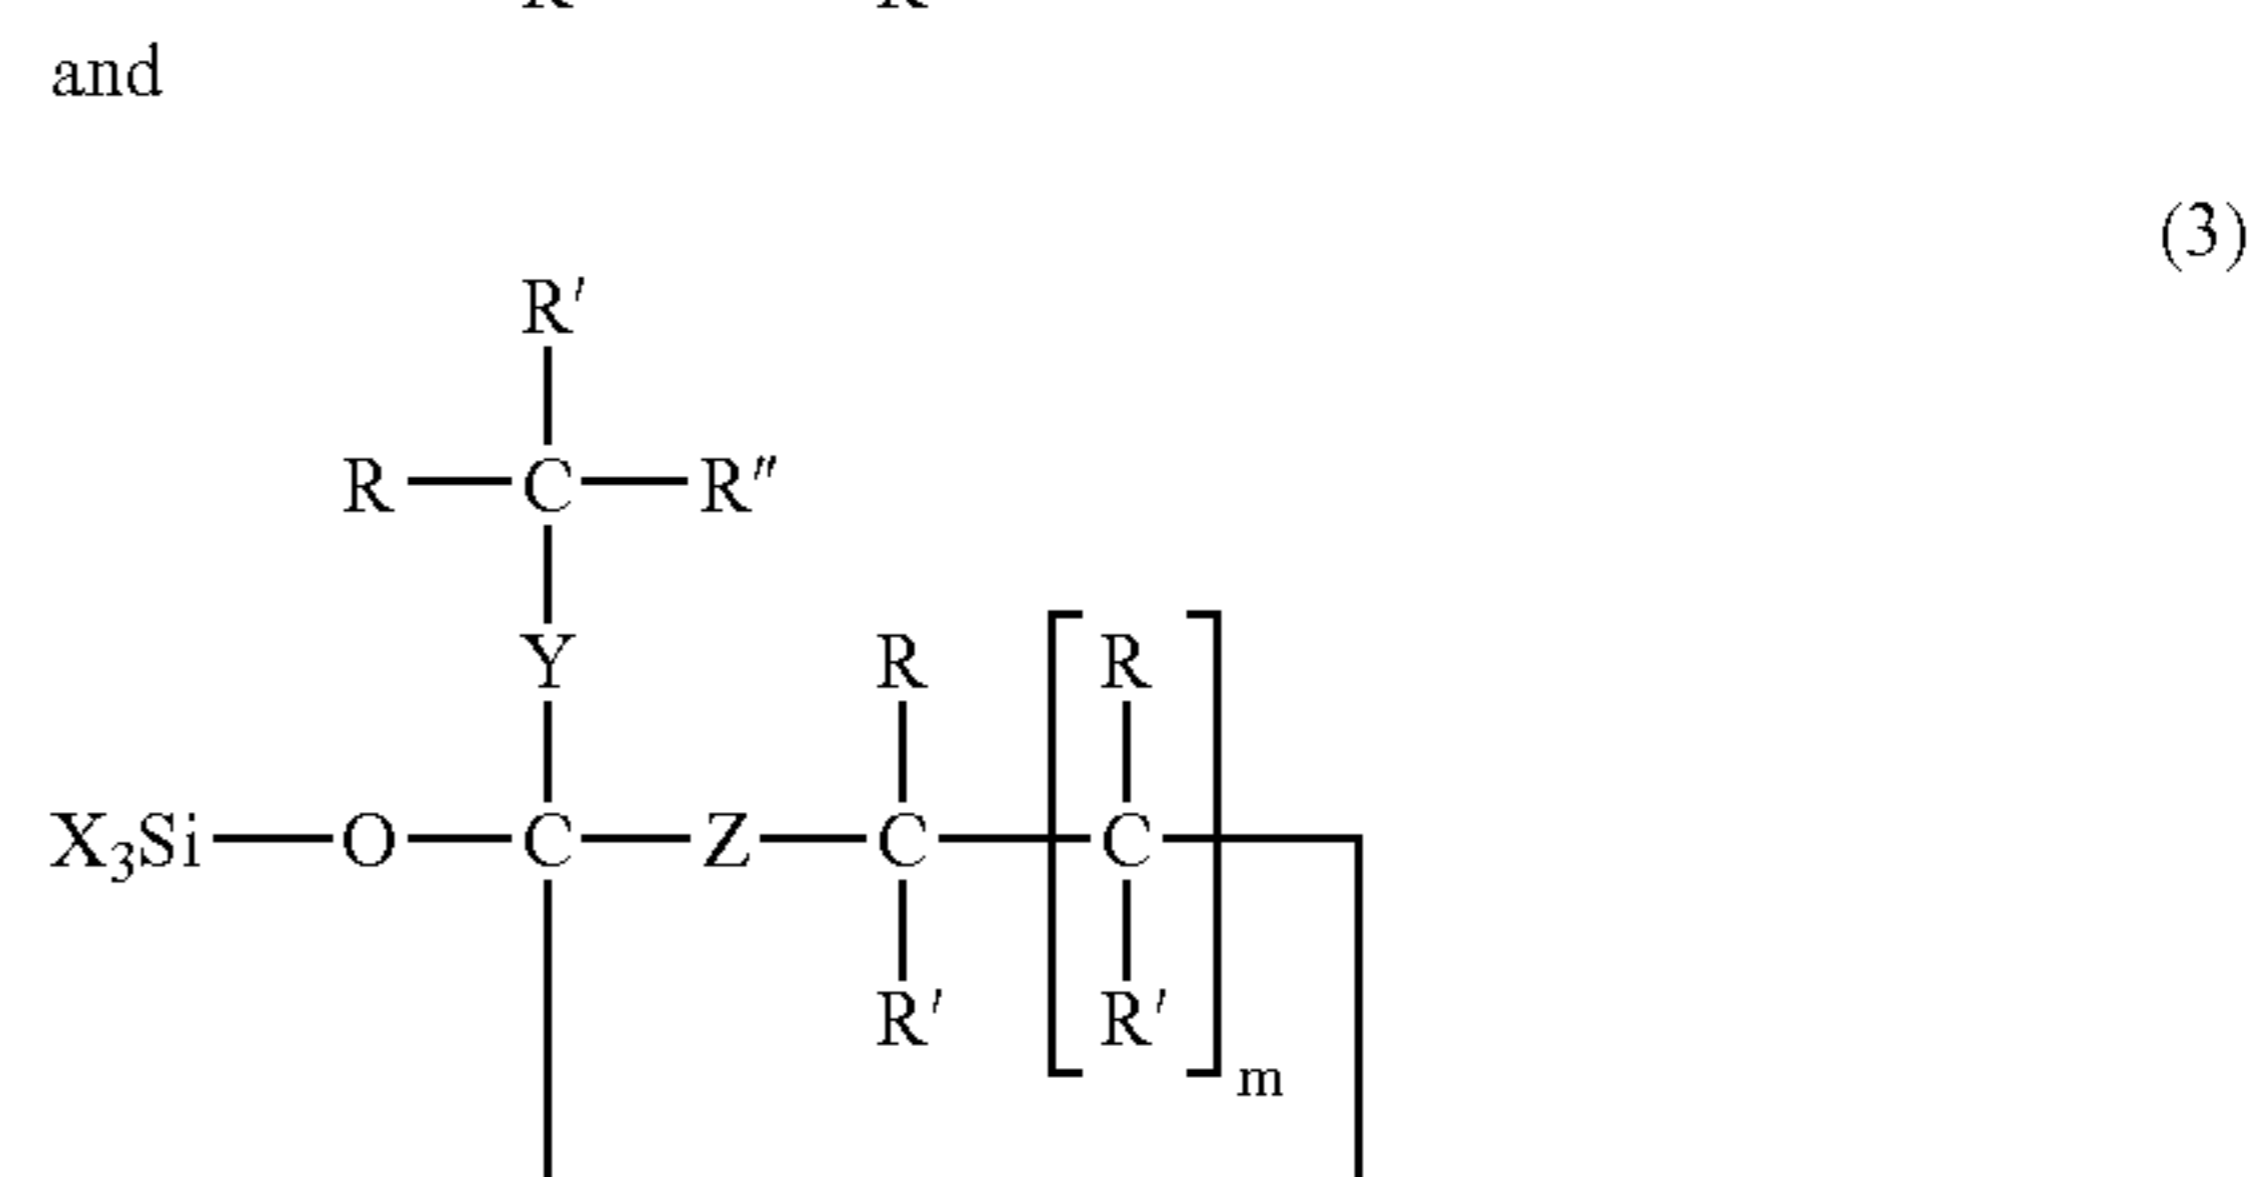 and
(3)
R′
R C R″
Y R R
X₃Si O C Z C C
R′ R′
m